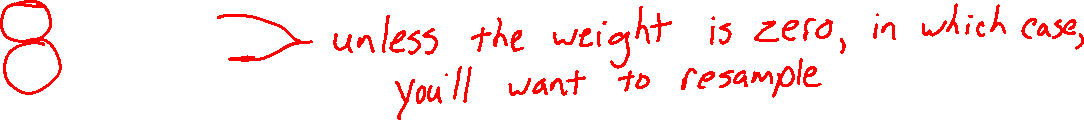 8 unless the weight is zero, in which case,
you'll want to resample